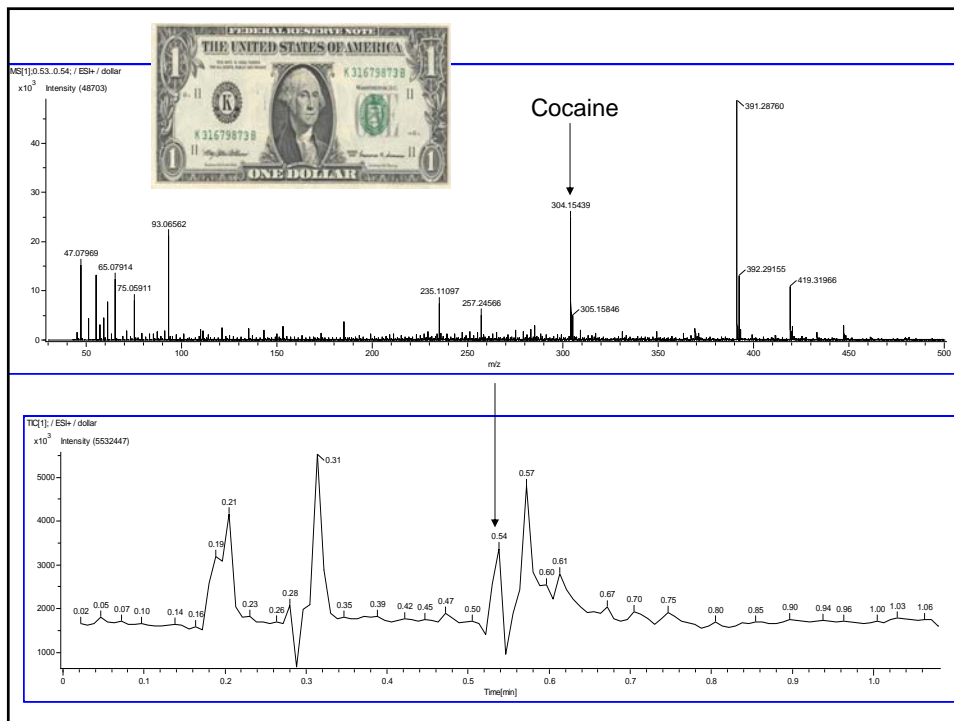 FEDERAL RESERVE NOTE
THE UNITED STATES OF AMERICA
MS[1];0.53..0.54; / ESI+ / dollar
x10³ Intensity (48703)
K 31679873 B
WASHINGTON, D.C.
K
K 31679873 B
1
1
1
1
ONE DOLLAR
Cocaine
391.28760
304.15439
93.06562
47.07969
65.07914
75.05911
235.11097
257.24566
305.15846
392.29155
419.31966
40
30
20
10
0
50 100 150 200 250 300 350 400 450 500
m/z
TIC[1]; / ESI+ / dollar
x10³ Intensity (5532447)
5000
4000
3000
2000
1000
0.02 0.05 0.07 0.10 0.14 0.16 0.19 0.21 0.23 0.26 0.28 0.31 0.35 0.39 0.42 0.45 0.47 0.50 0.54 0.57 0.60 0.61 0.67 0.70 0.75 0.80 0.85 0.90 0.94 0.96 1.00 1.03 1.06
0 0.1 0.2 0.3 0.4 0.5 0.6 0.7 0.8 0.9 1.0
Time[min]